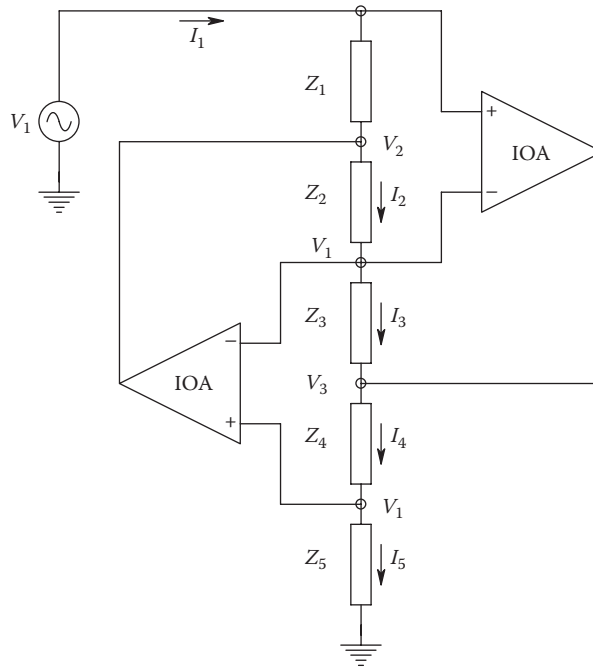 I₁
Z₁
V₁
+
IOA
−
V₂
Z₂
I₂
V₁
Z₃
I₃
−
IOA
+
V₃
Z₄
I₄
V₁
Z₅
I₅